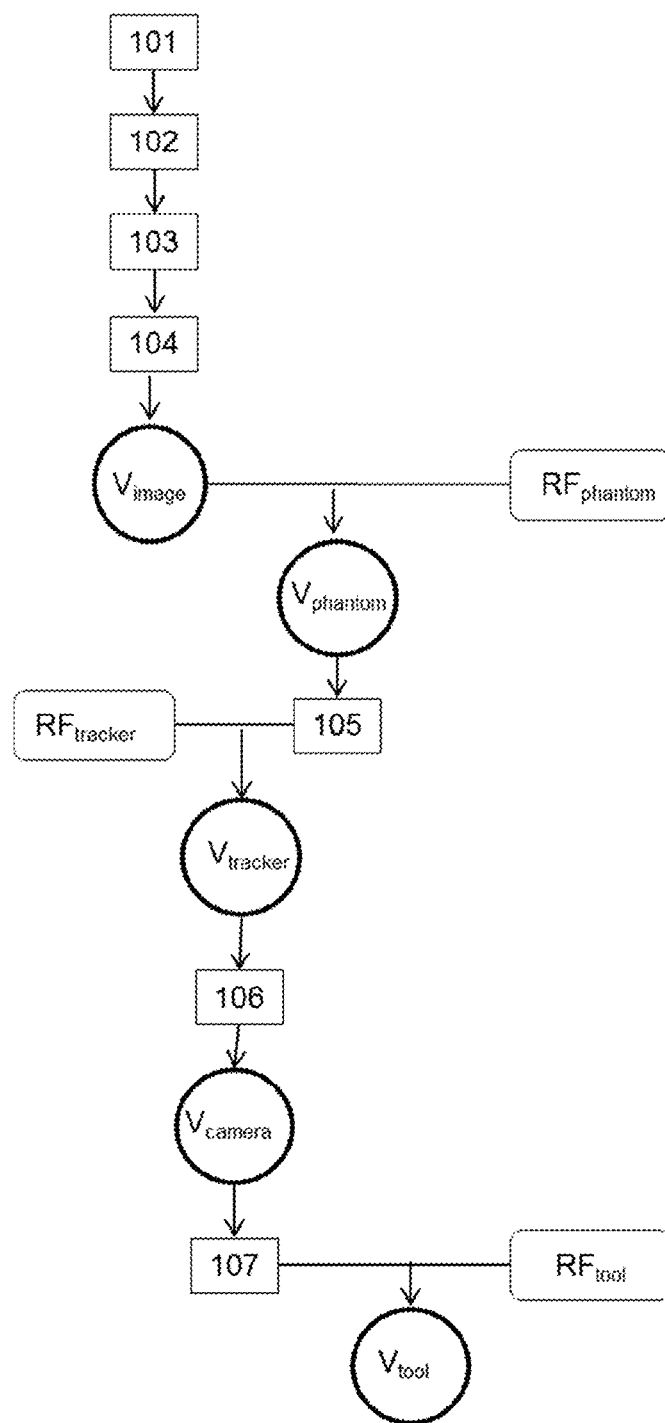 101
102
103
104
V_image RF_phantom
V_phantom
RF_tracker 105
V_tracker
106
V_camera
107 RF_tool
V_tool